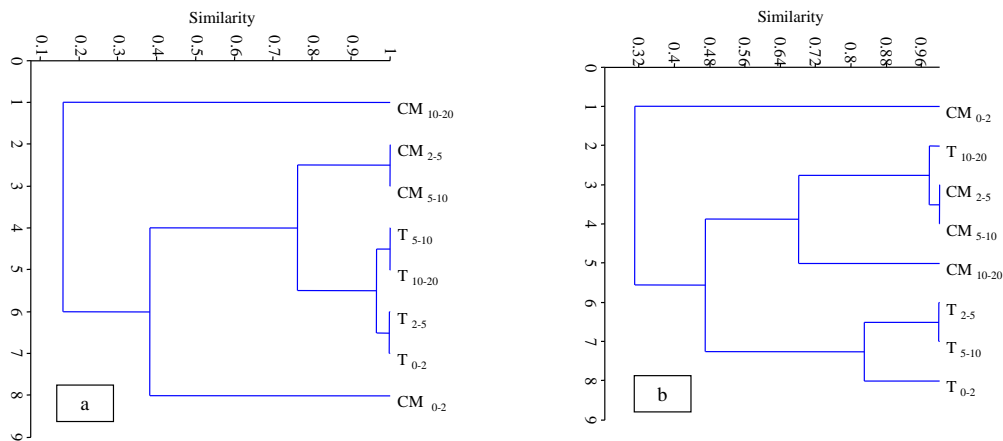 Similarity
0.1 0.2 0.3 0.4 0.5 0.6 0.7 0.8 0.9 1
0
1
2
3
4
5
6
7
8
9
CM 10-20
CM 2-5
CM 5-10
T 5-10
T 10-20
T 2-5
T 0-2
CM 0-2
a
Similarity
0.32 0.4 0.48 0.56 0.64 0.72 0.8 0.88 0.96
0
1
2
3
4
5
6
7
8
9
CM 0-2
T 10-20
CM 2-5
CM 5-10
CM 10-20
T 2-5
T 5-10
T 0-2
b